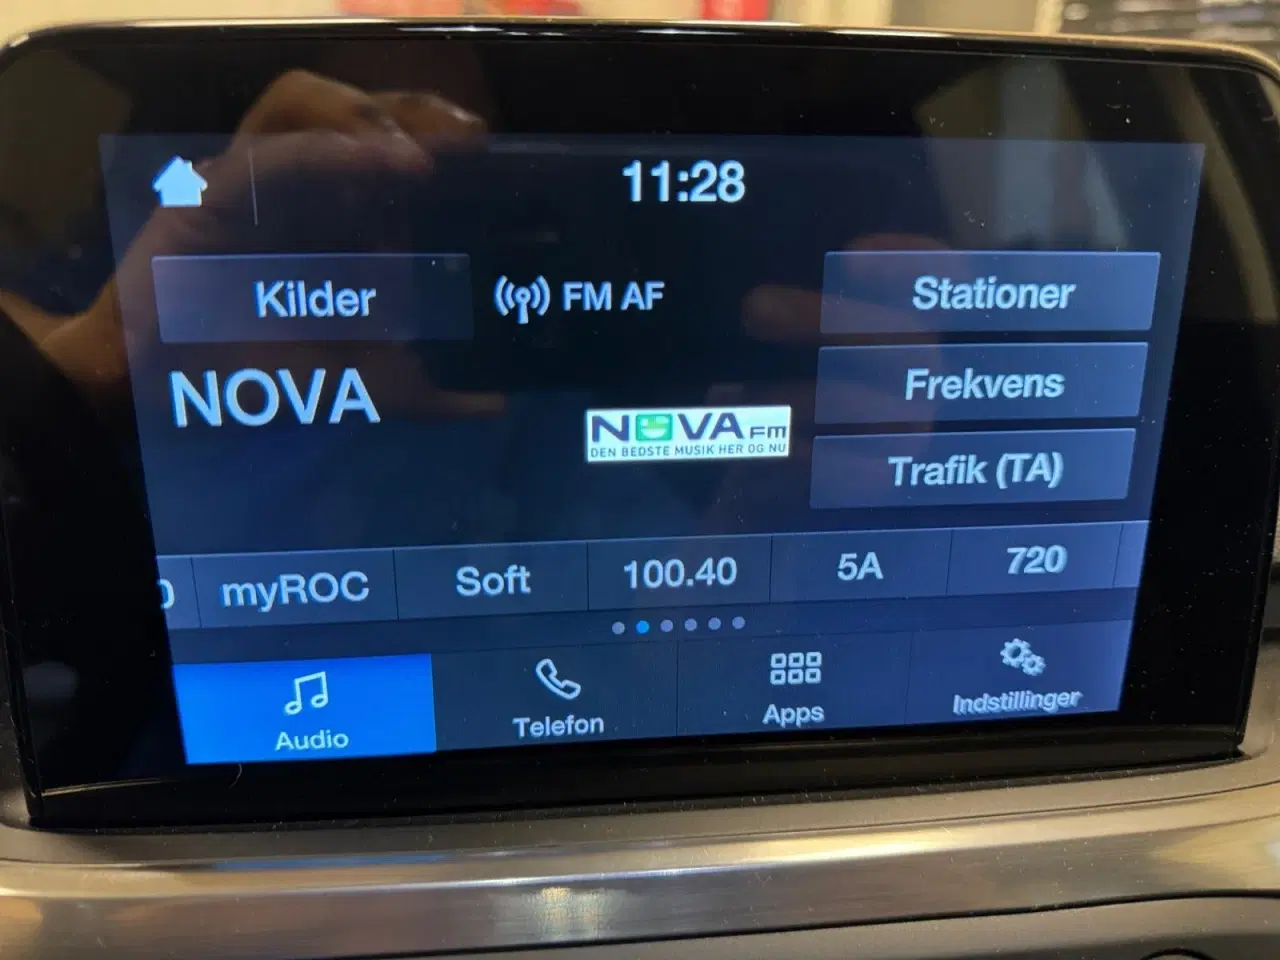 11:28
Kilder
FM AF
Stationer
NOVA
Frekvens
NOVA FM
DEN BEDSTE MUSIK HER OG NU
Trafik (TA)
myROC
Soft
100.40
5A
720
Audio
Telefon
Apps
Indstillinger